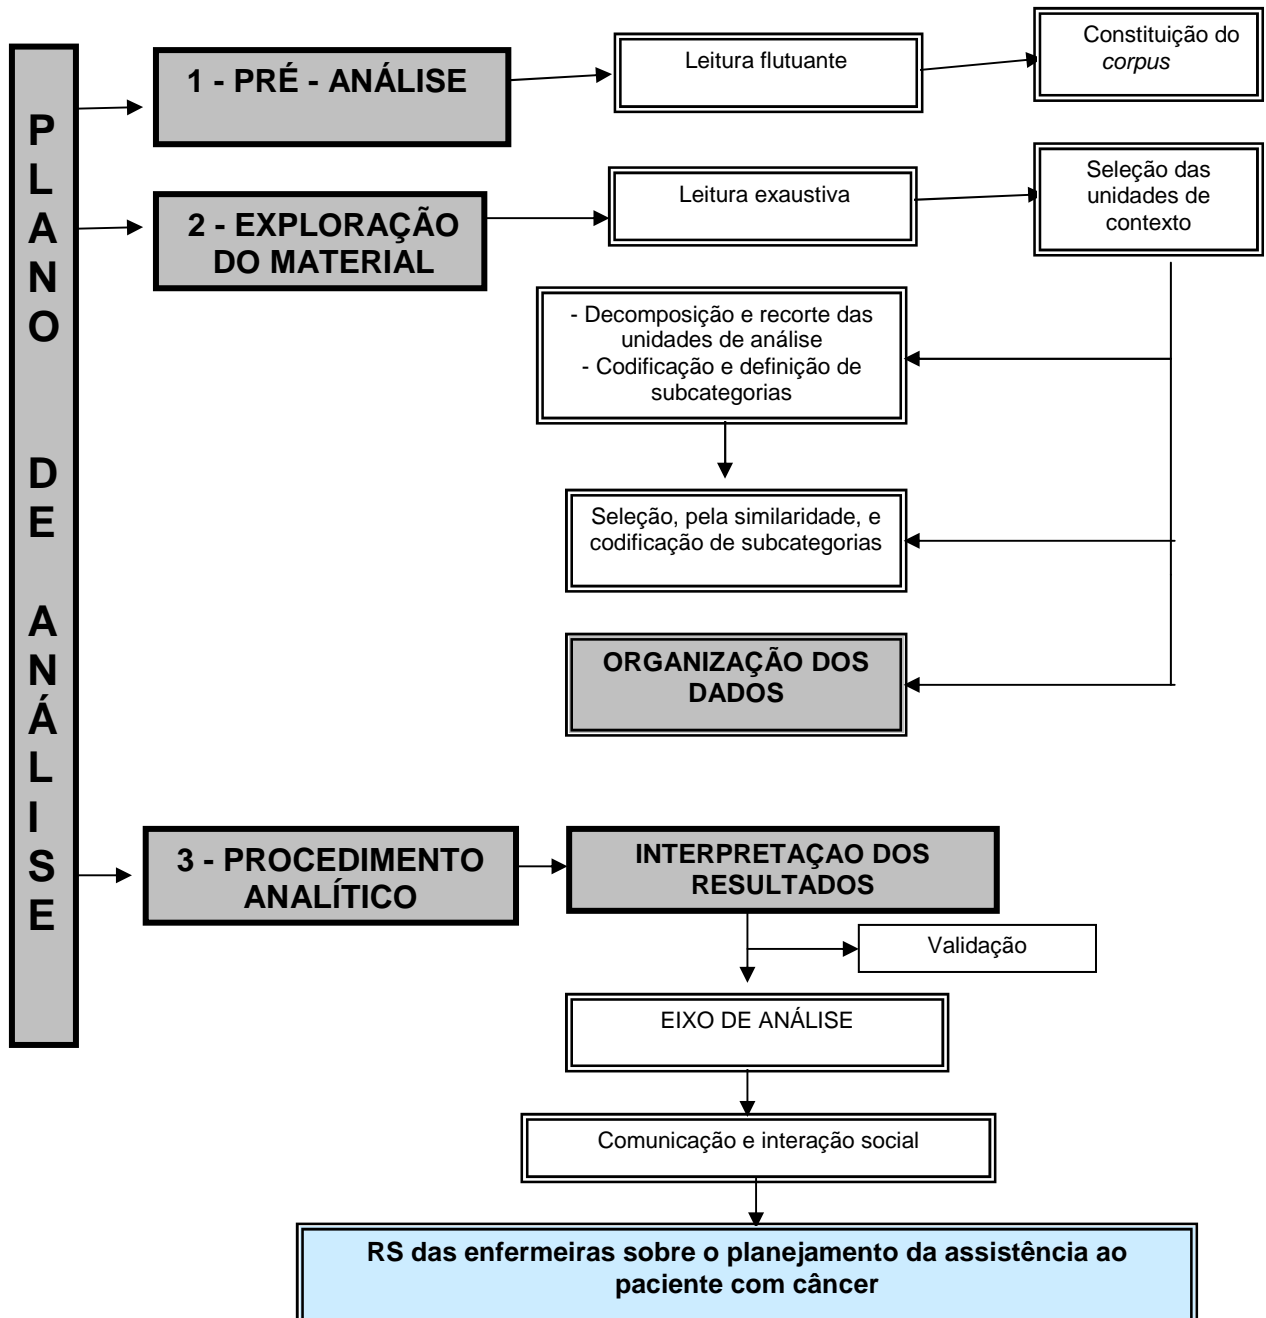 PLANO DE ANÁLISE
1 - PRÉ - ANÁLISE
Leitura flutuante
Constituição do
corpus
2 - EXPLORAÇÃO
DO MATERIAL
Leitura exaustiva
Seleção das
unidades de
contexto
- Decomposição e recorte das
unidades de análise
- Codificação e definição de
subcategorias
Seleção, pela similaridade, e
codificação de subcategorias
ORGANIZAÇÃO DOS
DADOS
3 - PROCEDIMENTO
ANALÍTICO
INTERPRETAÇAO DOS
RESULTADOS
Validação
EIXO DE ANÁLISE
Comunicação e interação social
RS das enfermeiras sobre o planejamento da assistência ao
paciente com câncer